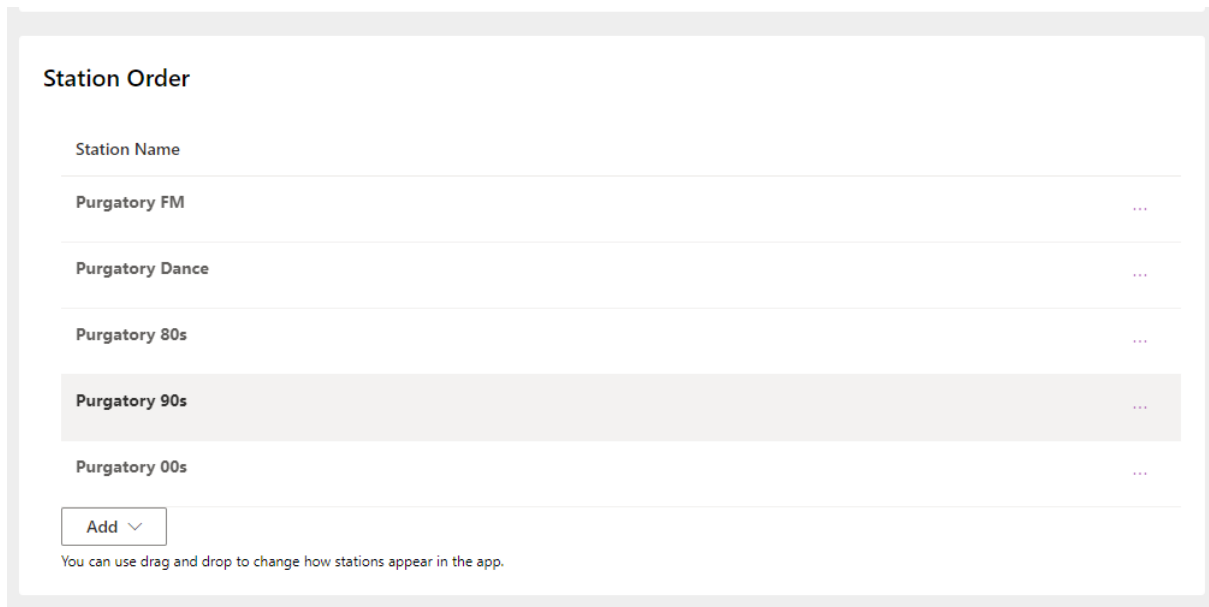 Station Order
Station Name
Purgatory FM
...
Purgatory Dance
...
Purgatory 80s
...
Purgatory 90s
...
Purgatory 00s
...
Add
You can use drag and drop to change how stations appear in the app.